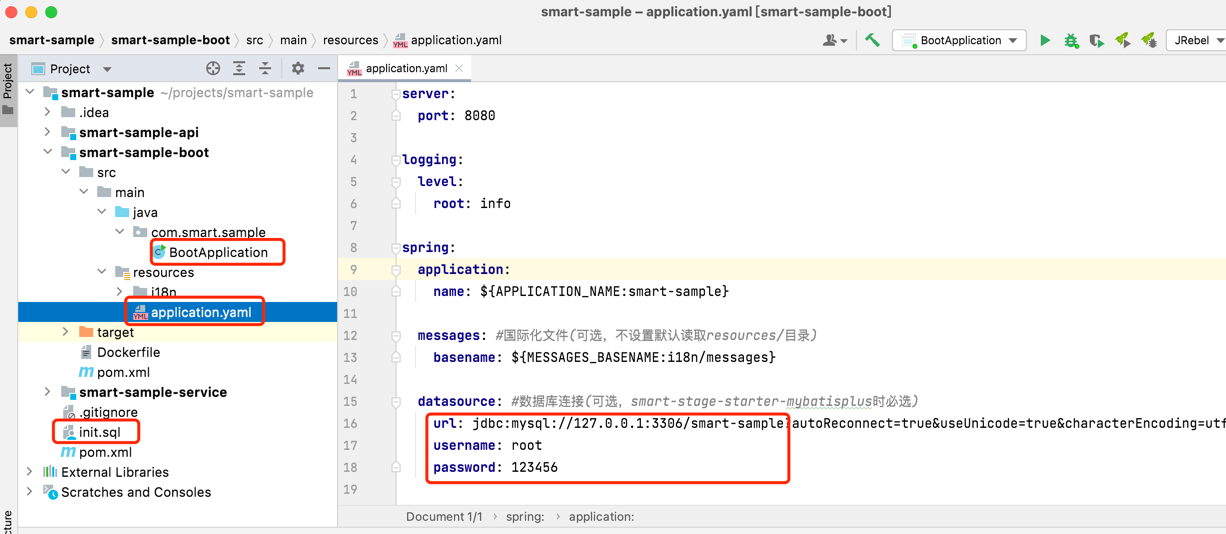 smart-sample – application.yaml [smart-sample-boot]
smart-sample smart-sample-boot src main resources application.yaml
BootApplication
JRebel
Project
Project
application.yaml
smart-sample ~/projects/smart-sample
.idea
smart-sample-api
smart-sample-boot
src
main
java
com.smart.sample
BootApplication
resources
i18n
application.yaml
target
Dockerfile
pom.xml
smart-sample-service
.gitignore
init.sql
pom.xml
External Libraries
Scratches and Consoles
1 server:
2 port: 8080
3
4 logging:
5 level:
6 root: info
7
8 spring:
9 application:
10 name: ${APPLICATION_NAME:smart-sample}
11
12 messages: #国际化文件(可选，不设置默认读取resources/目录)
13 basename: ${MESSAGES_BASENAME:i18n/messages}
14
15 datasource: #数据库连接(可选，smart-stage-starter-mybatisplus时必选)
16 url: jdbc:mysql://127.0.0.1:3306/smart-sample?autoReconnect=true&useUnicode=true&characterEncoding=utf
17 username: root
18 password: 123456
19
Document 1/1 spring: application: